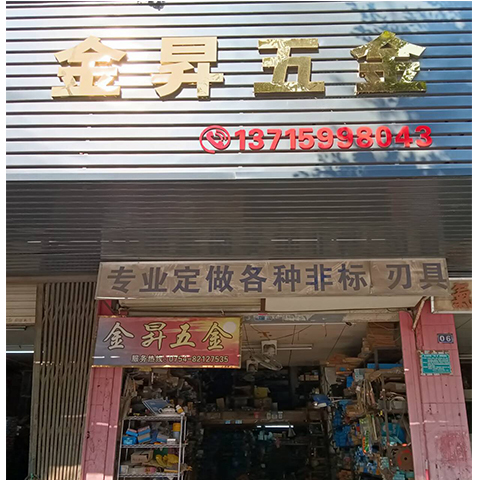 金昇五金
13715998043
专业定做各种非标 刃具
金昇五金
服务热线:0754-82127535
06